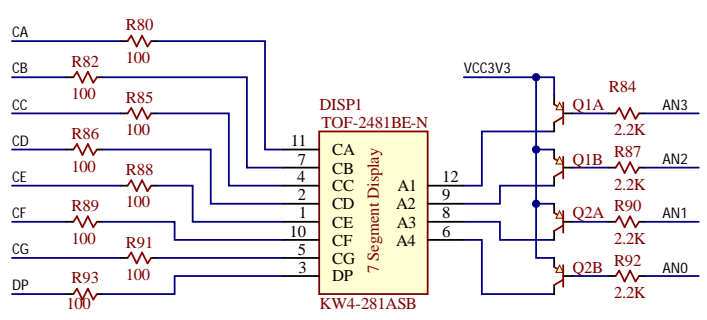 CA R80 100
CB R82 100
CC R85 100
CD R86 100
CE R88 100
CF R89 100
CG R91 100
DP R93 100
DISP1
TOF-2481BE-N
11 CA
7 CB
4 CC
2 CD
1 CE
10 CF
5 CG
3 DP
7 Segment Display
A1 12
A2 9
A3 8
A4 6
KW4-281ASB
VCC3V3
Q1A R84 2.2K AN3
Q1B R87 2.2K AN2
Q2A R90 2.2K AN1
Q2B R92 2.2K AN0